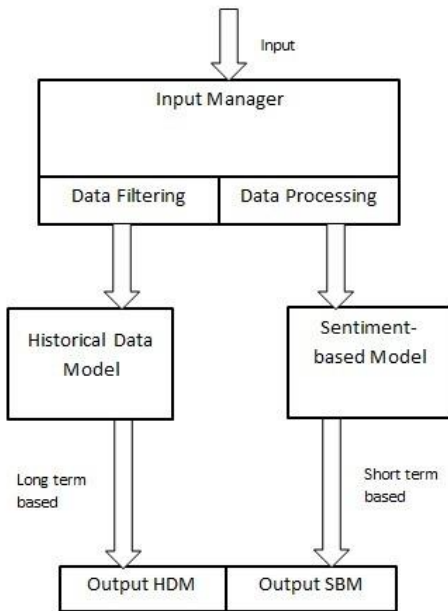 Input
Input Manager
Data Filtering
Data Processing
Historical Data
Model
Sentiment-
based Model
Long term
based
Short term
based
Output HDM
Output SBM